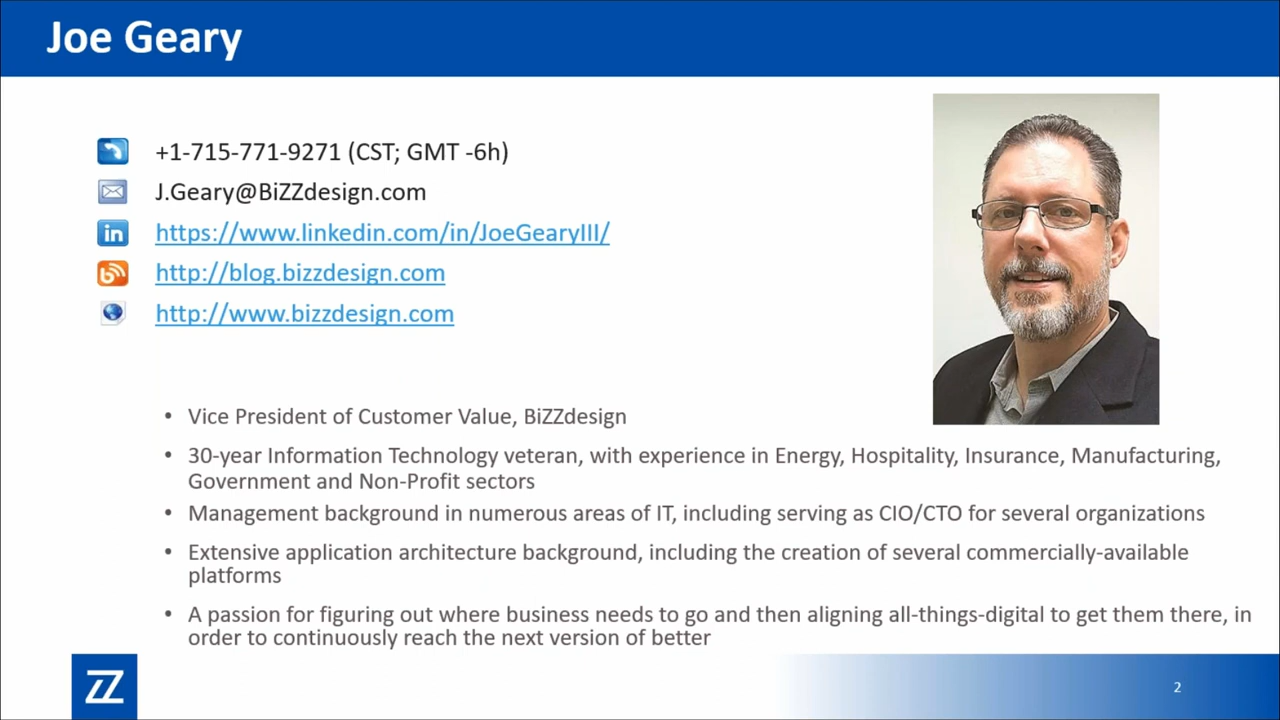 Joe Geary
+1-715-771-9271 (CST; GMT -6h)
J.Geary@BiZZdesign.com
in https://www.linkedin.com/in/JoeGearyIII/
http://blog.bizzdesign.com
http://www.bizzdesign.com
• Vice President of Customer Value, BiZZdesign
• 30-year Information Technology veteran, with experience in Energy, Hospitality, Insurance, Manufacturing,
Government and Non-Profit sectors
• Management background in numerous areas of IT, including serving as CIO/CTO for several organizations
• Extensive application architecture background, including the creation of several commercially-available
platforms
• A passion for figuring out where business needs to go and then aligning all-things-digital to get them there, in
order to continuously reach the next version of better
ZZ
2